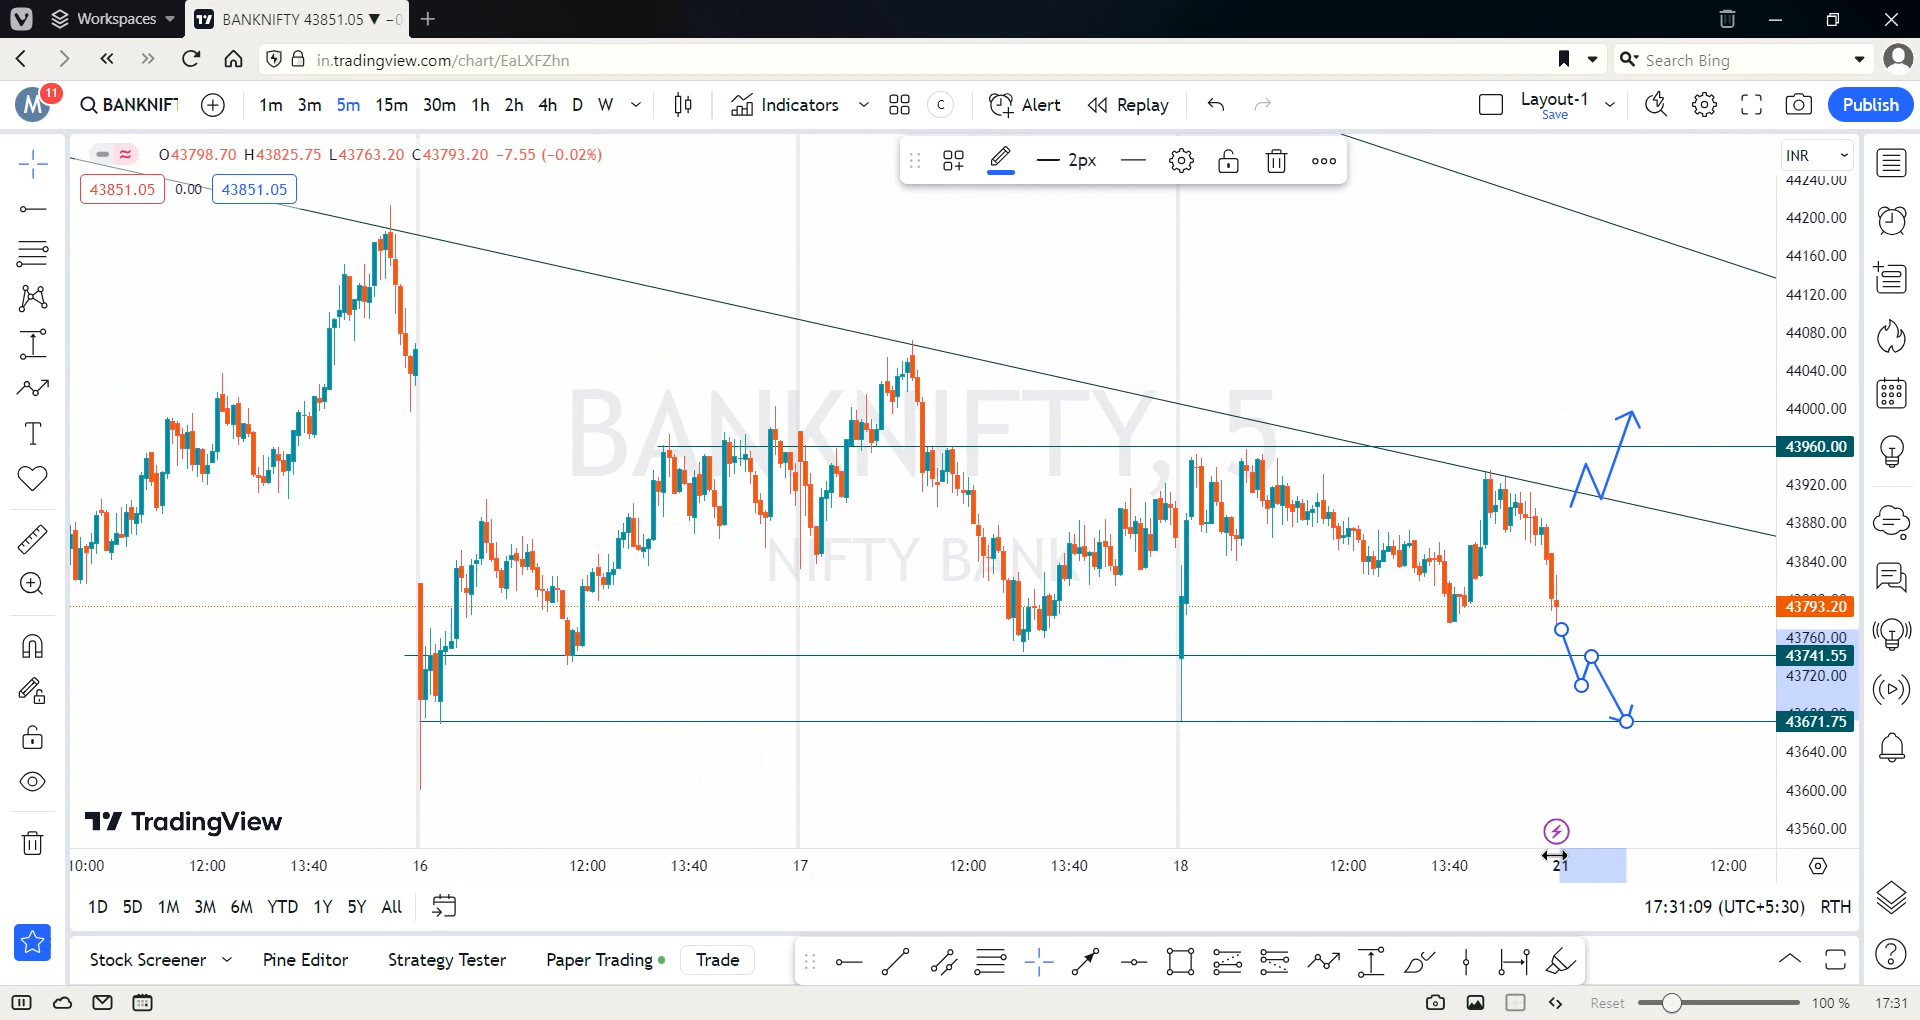 Workspaces
BANKNIFTY 43851.05 ▼ −0
in.tradingview.com/chart/EaLXFZhn
Search Bing
M 11
BANKNIF
1m 3m 5m 15m 30m 1h 2h 4h D W
Indicators
C
Alert
Replay
Layout-1
Save
Publish
O43798.70 H43825.75 L43763.20 C43793.20 −7.55 (−0.02%)
43851.05 0.00 43851.05
2px
INR
44240.00
44200.00
44160.00
44120.00
44080.00
44040.00
44000.00
43960.00
43920.00
43880.00
43840.00
43793.20
43760.00
43741.55
43720.00
43671.75
43640.00
43600.00
43560.00
BANKNIFTY, 5
NIFTY BANK
TradingView
10:00 12:00 13:40 16 12:00 13:40 17 12:00 13:40 18 12:00 13:40 21 12:00
1D 5D 1M 3M 6M YTD 1Y 5Y All
17:31:09 (UTC+5:30) RTH
Stock Screener Pine Editor Strategy Tester Paper Trading Trade
Reset 100 % 17:31